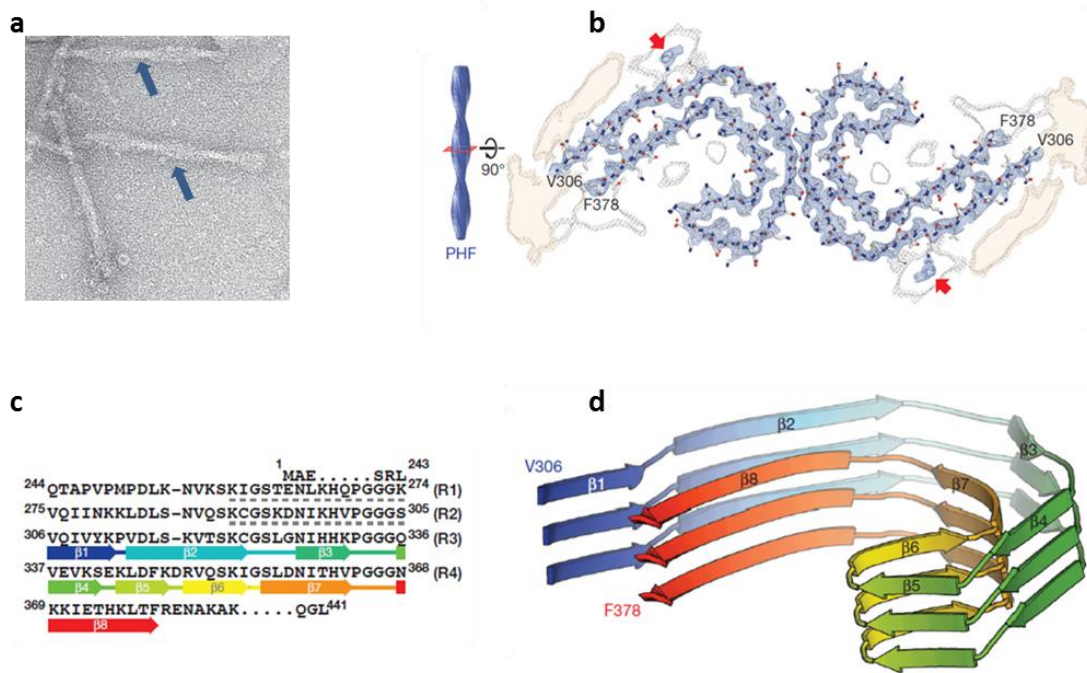 a
b
90°
PHF
V306
F378
F378
V306
c
1 MAE.....SRL 243
244 QTAPVPMPDLK-NVKSKIGSTENLKHQPGGGK 274 (R1)
275 VQIINKKLDLS-NVQSKCGSKDNIKHVPGGGS 305 (R2)
306 VQIVYKPVDLS-KVTSKCGSLGNIHHKPGGGQ 336 (R3)
β1 β2 β3
337 VEVKSEKLDFKDRVQSKIGSLDNITHVPGGGN 368 (R4)
β4 β5 β6 β7
369 KKIETHKLTFRENAKAK.....QGL 441
β8
d
V306
β1
β2
β3
β8
β7
β4
β6
β5
F378